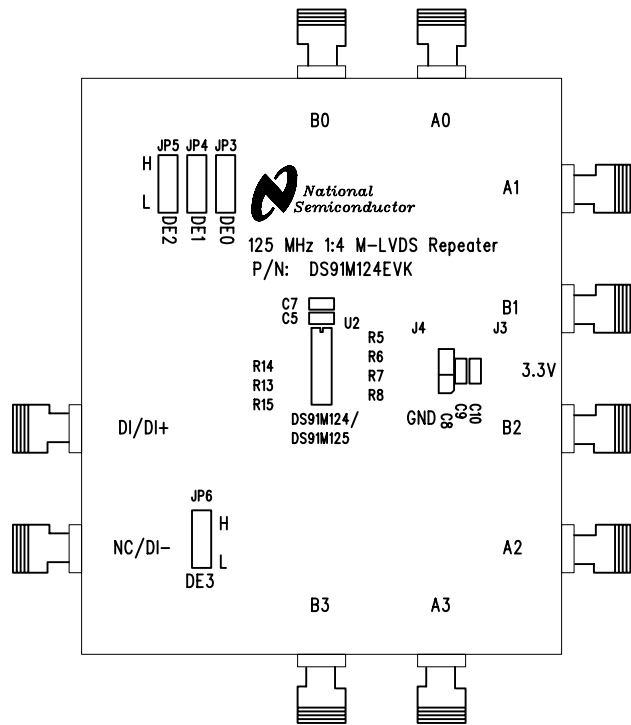 B0 A0
JP5 JP4 JP3
H
L
DE2 DE1 DE0
National
Semiconductor
A1
125 MHz 1:4 M-LVDS Repeater
P/N: DS91M124EVK
B1
C7
C5
U2
R5
R6
R7
R8
J4
J3
R14
R13
R15
3.3V
DS91M124/
DS91M125
GND
C8
C9
C10
DI/DI+
B2
JP6
H
L
DE3
NC/DI-
A2
B3 A3